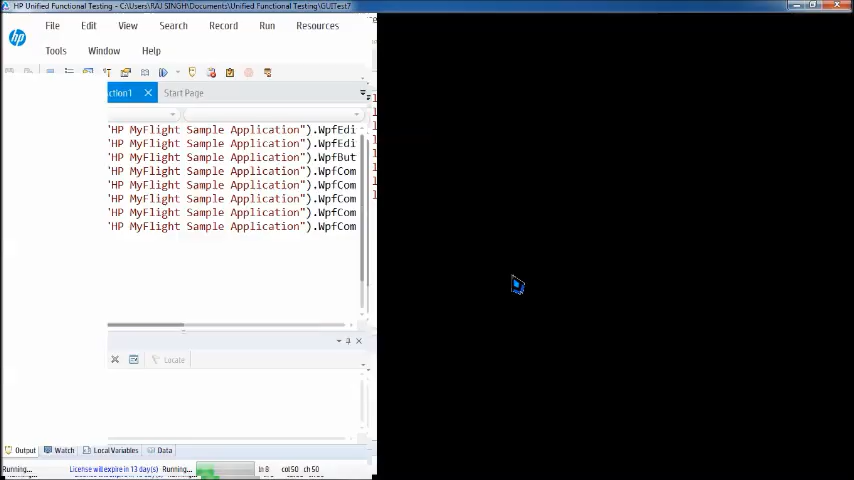 HP Unified Functional Testing - C:\Users\RAJ SINGH\Documents\Unified Functional Testing\GUITest7
hp
File Edit View Search Record Run Resources
Tools Window Help
ction1 Start Page
"HP MyFlight Sample Application").WpfEdi
"HP MyFlight Sample Application").WpfEdi
"HP MyFlight Sample Application").WpfBut
"HP MyFlight Sample Application").WpfCom
"HP MyFlight Sample Application").WpfCom
"HP MyFlight Sample Application").WpfCom
"HP MyFlight Sample Application").WpfCom
"HP MyFlight Sample Application").WpfCom
Locate
Output Watch Local Variables Data
Running... License will expire in 13 day(s) Running... ln 8 col 50 ch 50